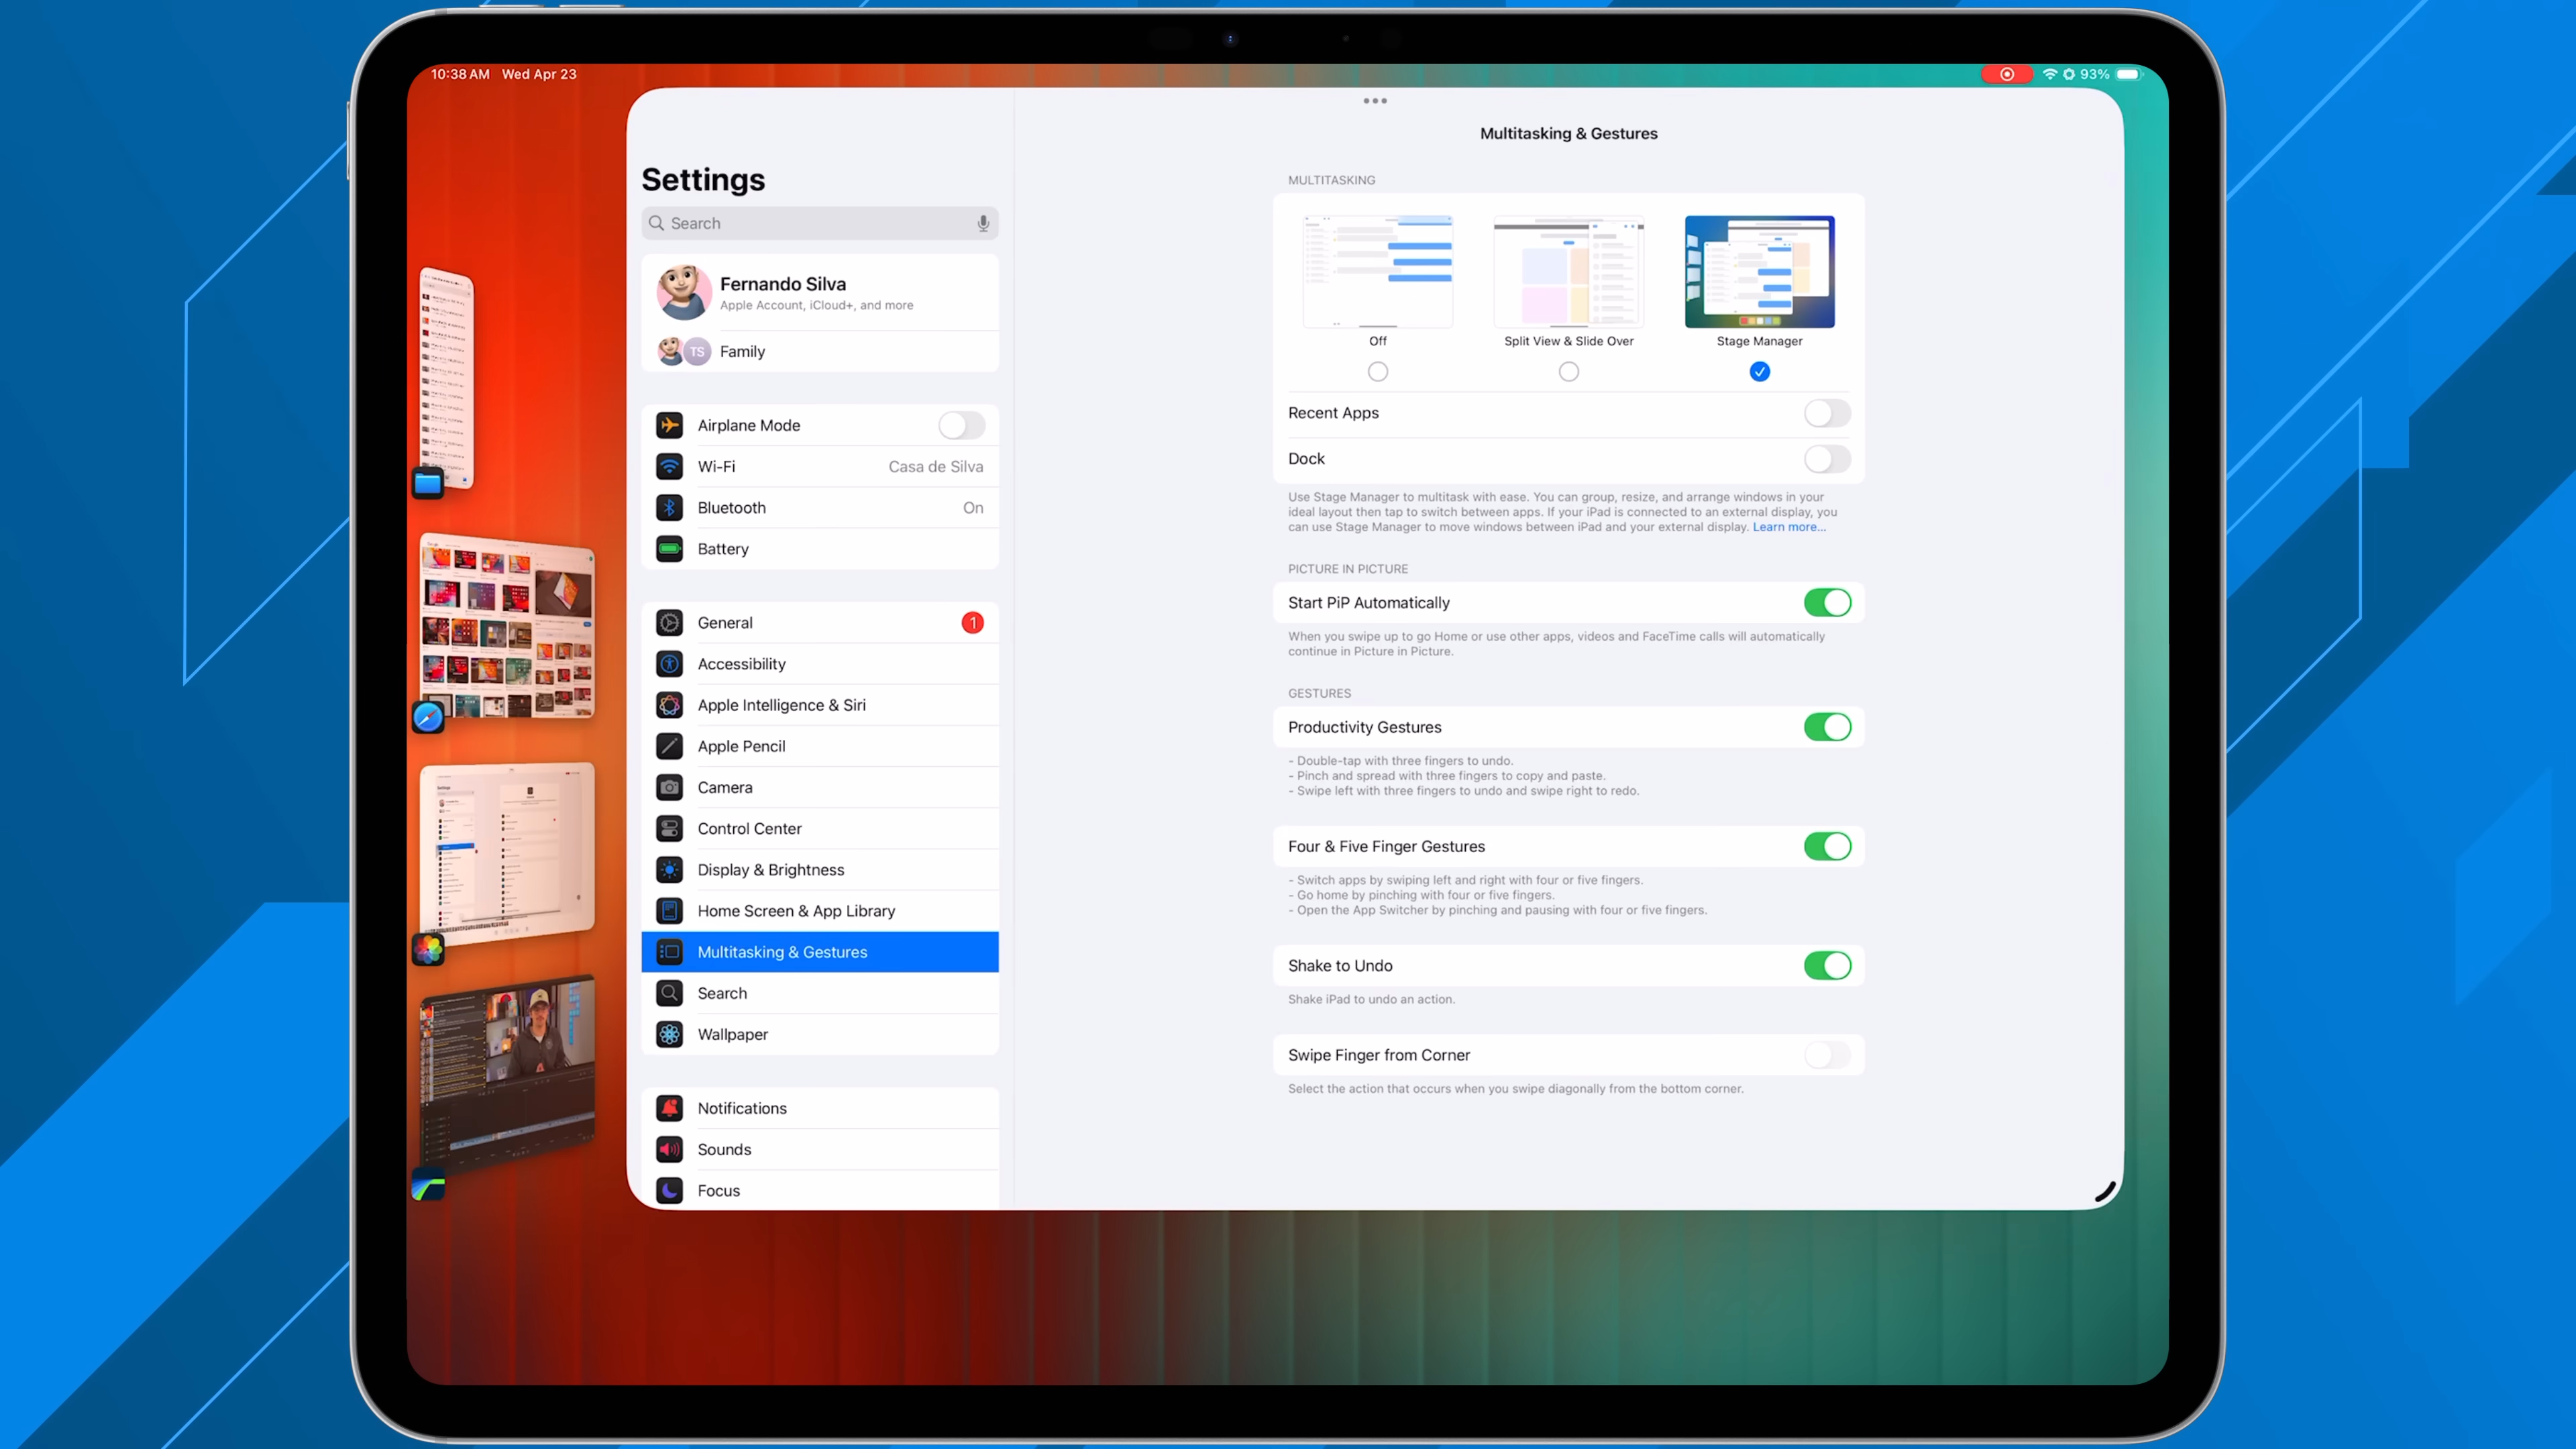 10:38 AM Wed Apr 23
93%
Settings
Search
Fernando Silva
Apple Account, iCloud+, and more
TS
Family
Airplane Mode
Wi-Fi
Casa de Silva
Bluetooth
On
Battery
General
1
Accessibility
Apple Intelligence & Siri
Apple Pencil
Camera
Control Center
Display & Brightness
Home Screen & App Library
Multitasking & Gestures
Search
Wallpaper
Notifications
Sounds
Focus
Multitasking & Gestures
MULTITASKING
Off
Split View & Slide Over
Stage Manager
Recent Apps
Dock
Use Stage Manager to multitask with ease. You can group, resize, and arrange windows in your
ideal layout then tap to switch between apps. If your iPad is connected to an external display, you
can use Stage Manager to move windows between iPad and your external display. Learn more...
PICTURE IN PICTURE
Start PiP Automatically
When you swipe up to go Home or use other apps, videos and FaceTime calls will automatically
continue in Picture in Picture.
GESTURES
Productivity Gestures
- Double-tap with three fingers to undo.
- Pinch and spread with three fingers to copy and paste.
- Swipe left with three fingers to undo and swipe right to redo.
Four & Five Finger Gestures
- Switch apps by swiping left and right with four or five fingers.
- Go home by pinching with four or five fingers.
- Open the App Switcher by pinching and pausing with four or five fingers.
Shake to Undo
Shake iPad to undo an action.
Swipe Finger from Corner
Select the action that occurs when you swipe diagonally from the bottom corner.